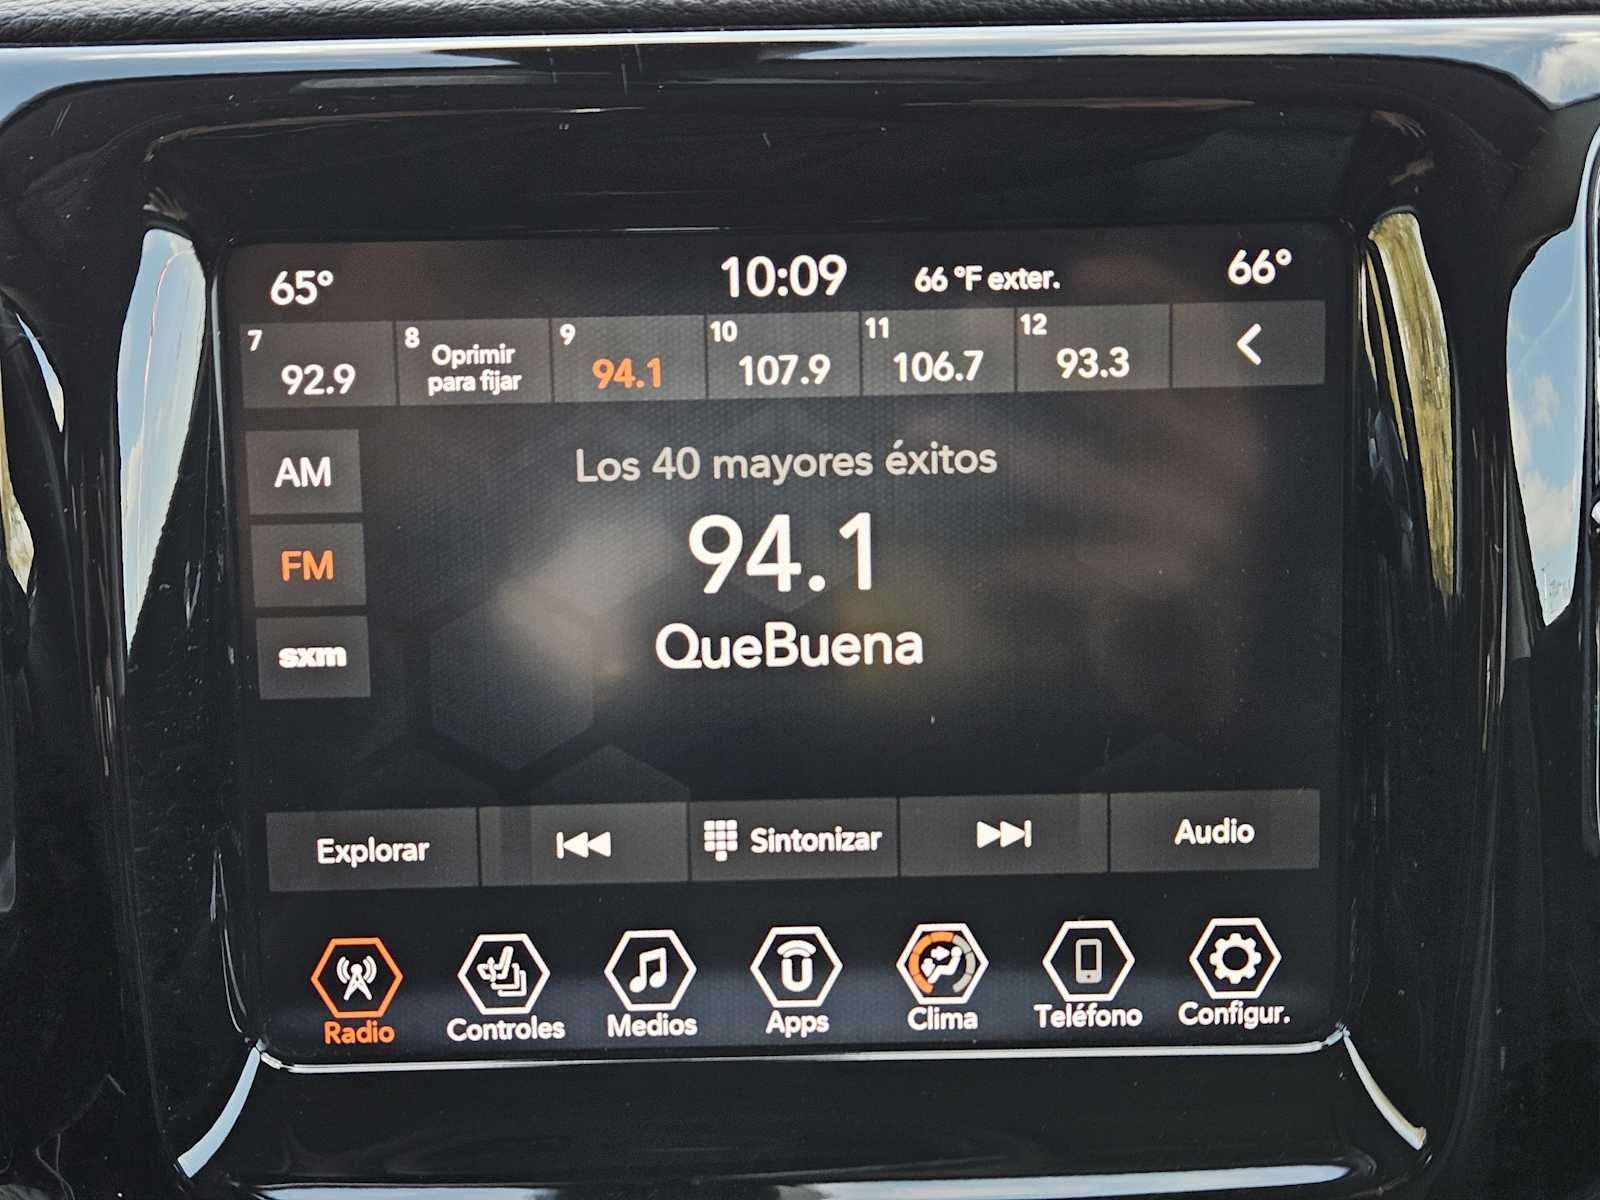 65° 10:09 66 °F exter. 66°
7 92.9
8 Oprimir
para fijar
9 94.1
10 107.9
11 106.7
12 93.3
AM
FM
sxm
Los 40 mayores éxitos
94.1
QueBuena
Explorar Sintonizar Audio
Radio Controles Medios Apps Clima Teléfono Configur.